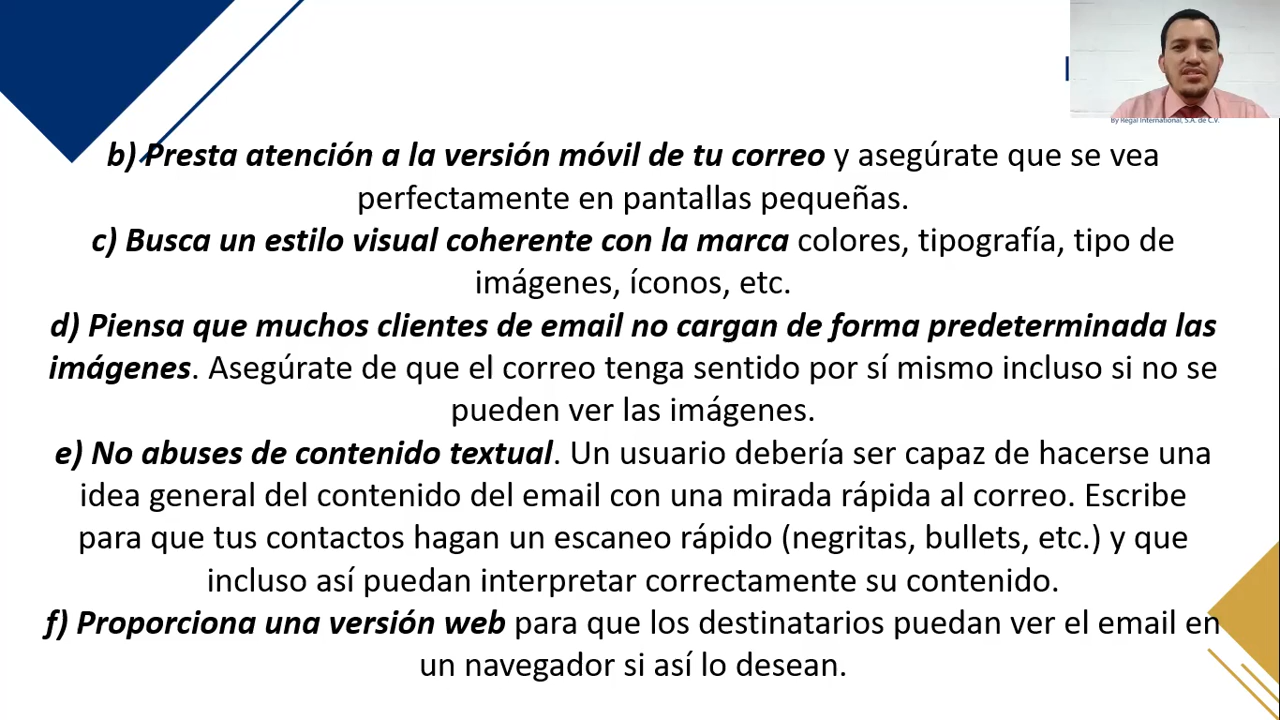 By Regal International, S.A. de C.V.
b) Presta atención a la versión móvil de tu correo y asegúrate que se vea
perfectamente en pantallas pequeñas.
c) Busca un estilo visual coherente con la marca colores, tipografía, tipo de
imágenes, íconos, etc.
d) Piensa que muchos clientes de email no cargan de forma predeterminada las
imágenes. Asegúrate de que el correo tenga sentido por sí mismo incluso si no se
pueden ver las imágenes.
e) No abuses de contenido textual. Un usuario debería ser capaz de hacerse una
idea general del contenido del email con una mirada rápida al correo. Escribe
para que tus contactos hagan un escaneo rápido (negritas, bullets, etc.) y que
incluso así puedan interpretar correctamente su contenido.
f) Proporciona una versión web para que los destinatarios puedan ver el email en
un navegador si así lo desean.